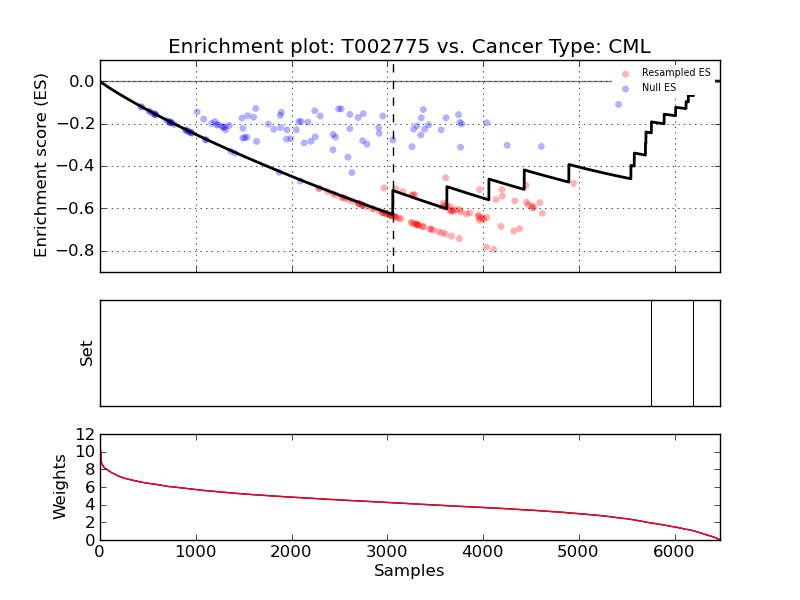 Enrichment plot: T002775 vs. Cancer Type: CML
Enrichment score (ES)
0.0
−0.2
−0.4
−0.6
−0.8
Resampled ES
Null ES
Set
Weights
12
10
8
6
4
2
0
0 1000 2000 3000 4000 5000 6000
Samples